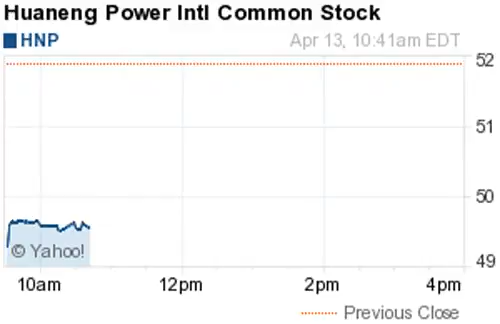 Huaneng Power Intl Common Stock
HNP Apr 13, 10:41am EDT
52
51
50
49
© Yahoo!
10am 12pm 2pm 4pm
Previous Close